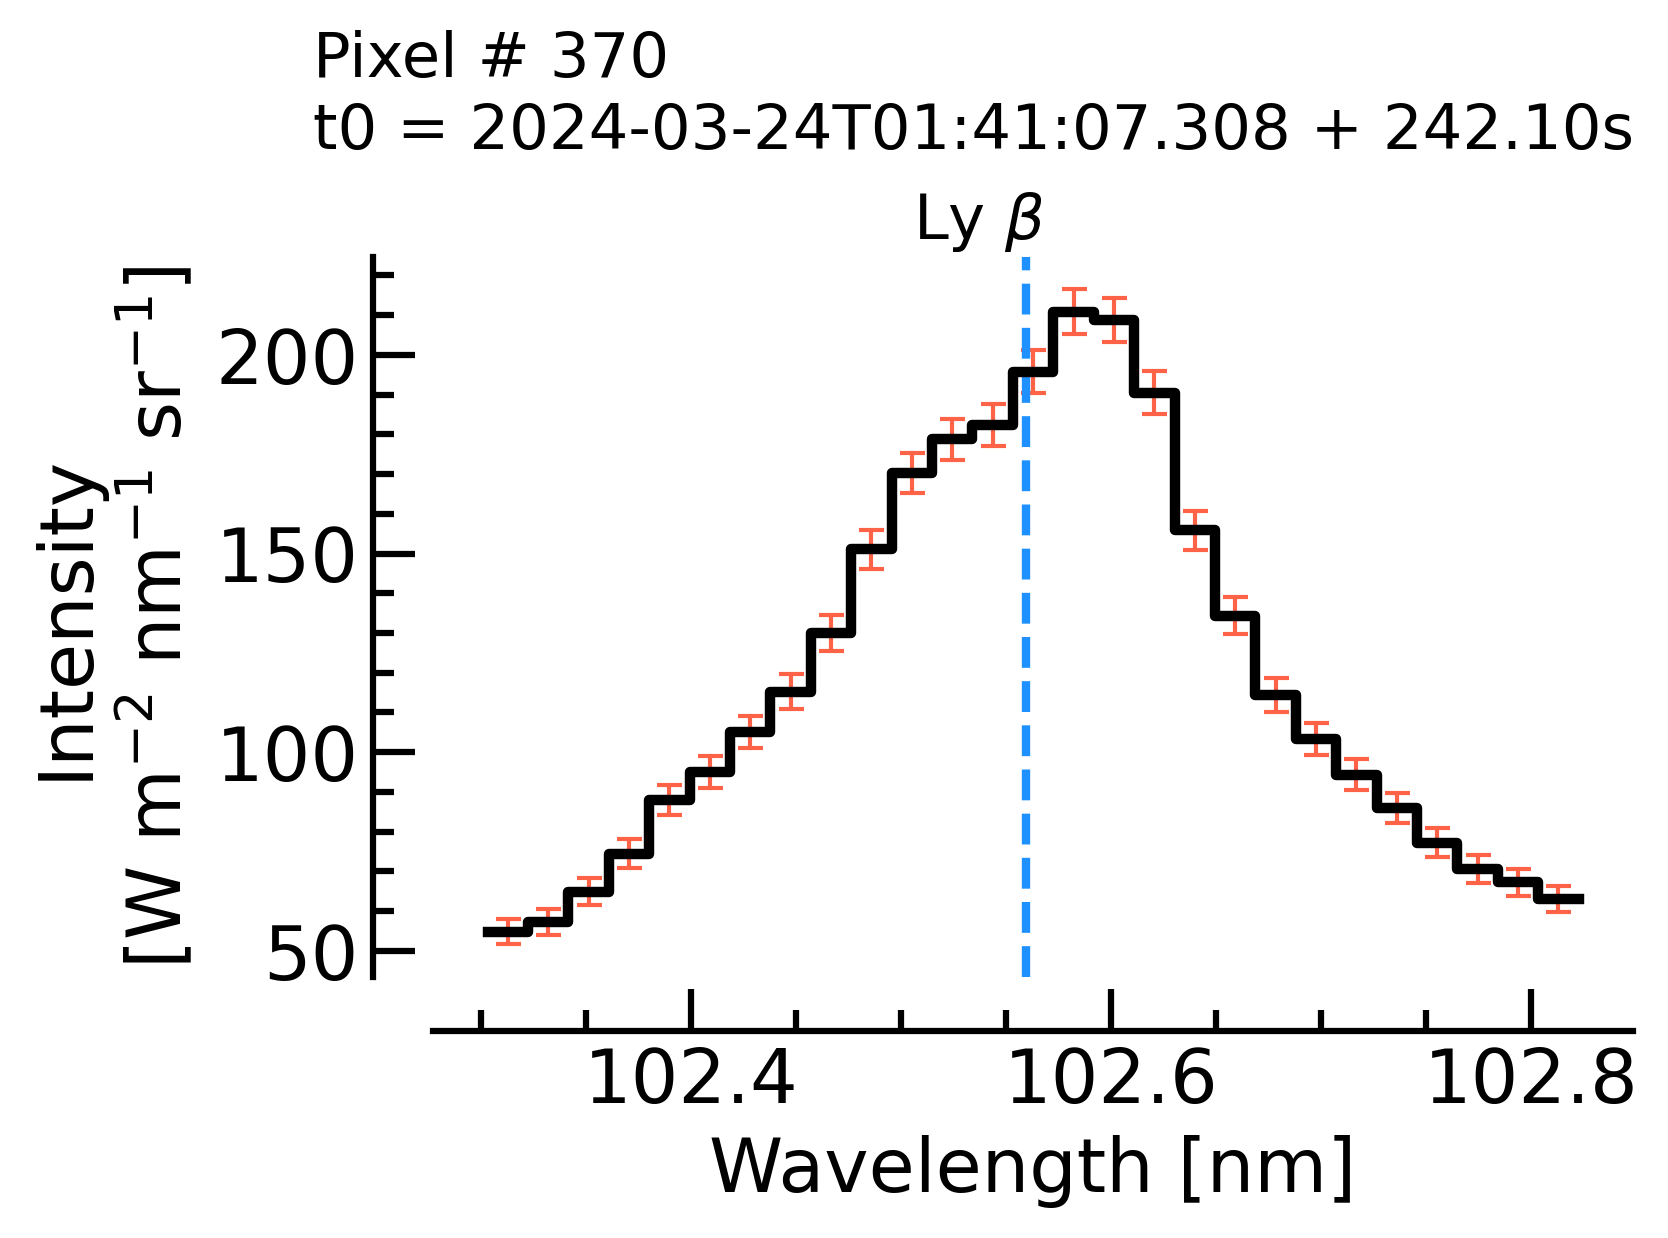 Pixel # 370
t0 = 2024-03-24T01:41:07.308 + 242.10s
Ly β
Intensity
[W m⁻² nm⁻¹ sr⁻¹]
200
150
100
50
102.4 102.6 102.8
Wavelength [nm]